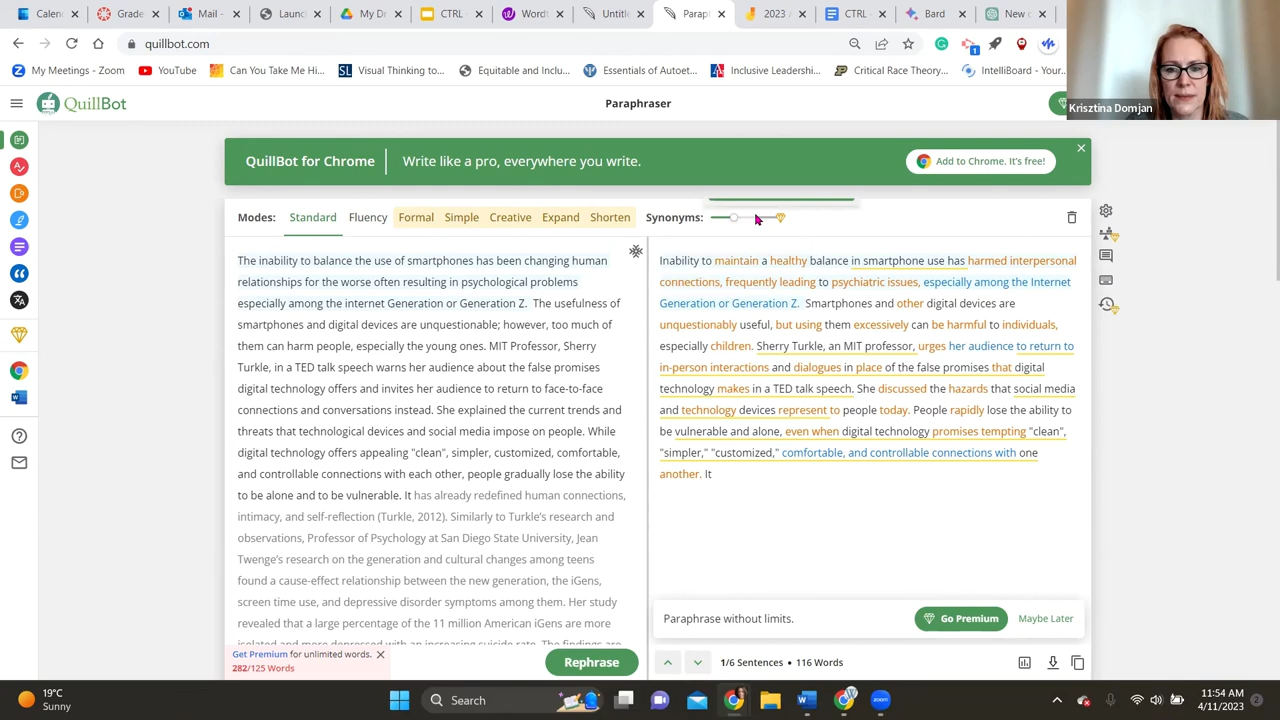 Calen
Grades
Mail -
Launch
My Dr
CTRL -
Wordt
Untitle
Parap
2023 A
CTRL -
Bard
New c
quillbot.com
1
My Meetings - Zoom
YouTube
Can You Take Me Hi...
Visual Thinking to...
Equitable and Inclu...
Essentials of Autoet...
Inclusive Leadershi...
Critical Race Theory...
IntelliBoard - Your...
Krisztina Domjan
QuillBot
Paraphraser
QuillBot for Chrome
Write like a pro, everywhere you write.
Add to Chrome. It's free!
Modes:
Standard
Fluency
Formal
Simple
Creative
Expand
Shorten
Synonyms:
The inability to balance the use of smartphones has been changing human
relationships for the worse often resulting in psychological problems
especially among the internet Generation or Generation Z. The usefulness of
smartphones and digital devices are unquestionable; however, too much of
them can harm people, especially the young ones. MIT Professor, Sherry
Turkle, in a TED talk speech warns her audience about the false promises
digital technology offers and invites her audience to return to face-to-face
connections and conversations instead. She explained the current trends and
threats that technological devices and social media impose on people. While
digital technology offers appealing "clean", simpler, customized, comfortable,
and controllable connections with each other, people gradually lose the ability
to be alone and to be vulnerable. It has already redefined human connections,
intimacy, and self-reflection (Turkle, 2012). Similarly to Turkle's research and
observations, Professor of Psychology at San Diego State University, Jean
Twenge's research on the generation and cultural changes among teens
found a cause-effect relationship between the new generation, the iGens,
screen time use, and depressive disorder symptoms among them. Her study
revealed that a large percentage of the 11 million American iGens are more
isolated and more depressed with an increasing suicide rate. The findings are
Inability to maintain a healthy balance in smartphone use has harmed interpersonal
connections, frequently leading to psychiatric issues, especially among the Internet
Generation or Generation Z. Smartphones and other digital devices are
unquestionably useful, but using them excessively can be harmful to individuals,
especially children. Sherry Turkle, an MIT professor, urges her audience to return to
in-person interactions and dialogues in place of the false promises that digital
technology makes in a TED talk speech. She discussed the hazards that social media
and technology devices represent to people today. People rapidly lose the ability to
be vulnerable and alone, even when digital technology promises tempting "clean",
"simpler," "customized," comfortable, and controllable connections with one
another. It
Paraphrase without limits.
Go Premium
Maybe Later
Get Premium for unlimited words.
282/125 Words
Rephrase
1/6 Sentences • 116 Words
19°C
Sunny
Search
11:54 AM
4/11/2023
2